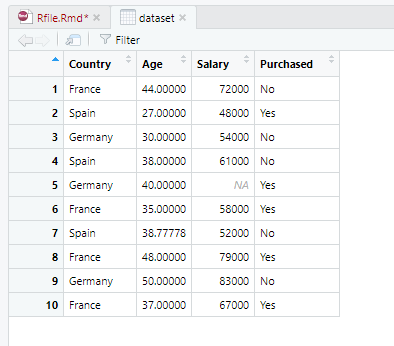 Rfile.Rmd* dataset
Filter
Country Age Salary Purchased
1 France 44.00000 72000 No
2 Spain 27.00000 48000 Yes
3 Germany 30.00000 54000 No
4 Spain 38.00000 61000 No
5 Germany 40.00000 NA Yes
6 France 35.00000 58000 Yes
7 Spain 38.77778 52000 No
8 France 48.00000 79000 Yes
9 Germany 50.00000 83000 No
10 France 37.00000 67000 Yes